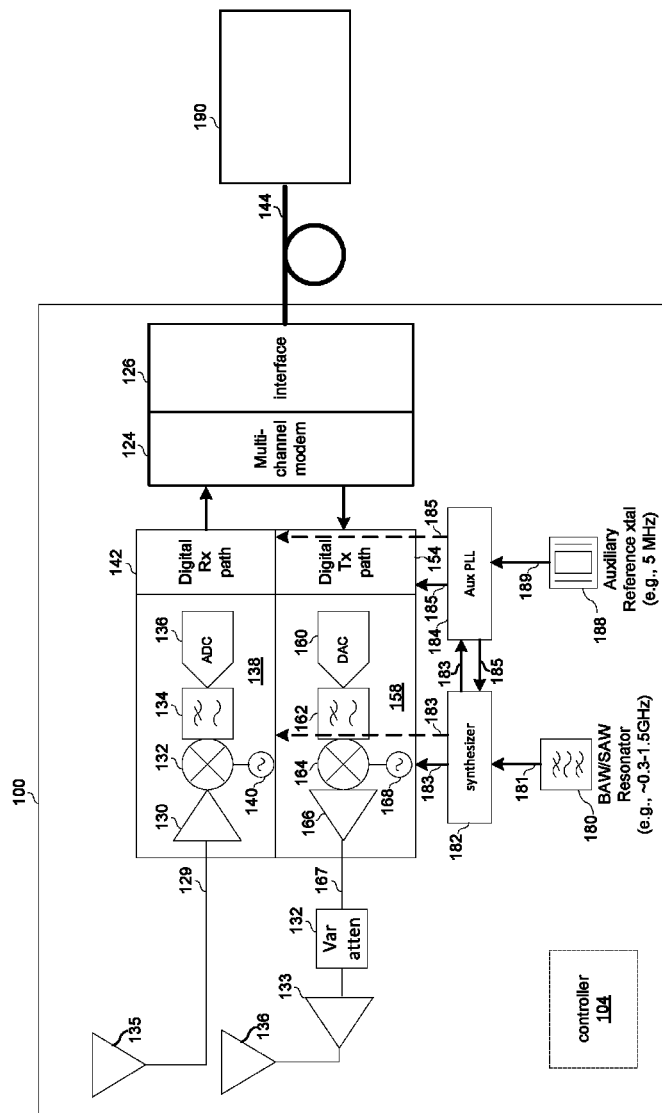 100
135
129
130
132
134
136
ADC
138
140
142
Digital
Rx
path
124
Multi-
channel
modem
126
interface
144
190
136
133
132
Var
atten
167
166
164
162
160
DAC
158
168
Digital
Tx
path
154
183
183
185
185
182
synthesizer
183
185
184
Aux PLL
181
189
180
BAW/SAW
Resonator
(e.g., ~0.3-1.5GHz)
188
Auxiliary
Reference xtal
(e.g., 5 MHz)
controller
104